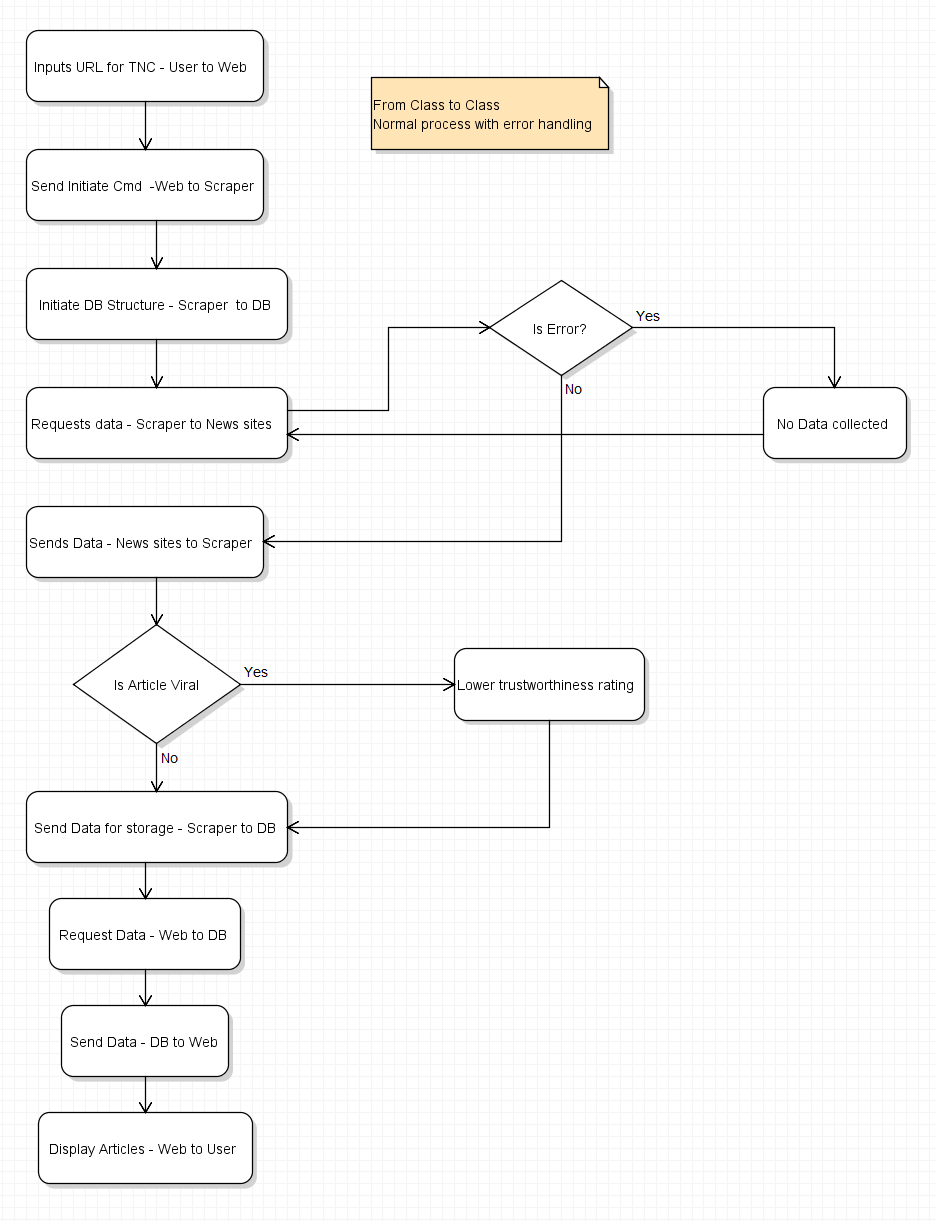 Inputs URL for TNC - User to Web
From Class to Class
Normal process with error handling
Send Initiate Cmd  -Web to Scraper
Initiate DB Structure - Scraper  to DB
Is Error?
Yes
No
Requests data - Scraper to News sites
No Data collected
Sends Data - News sites to Scraper
Is Article Viral
Yes
Lower trustworthiness rating
No
Send Data for storage - Scraper to DB
Request Data - Web to DB
Send Data - DB to Web
Display Articles - Web to User